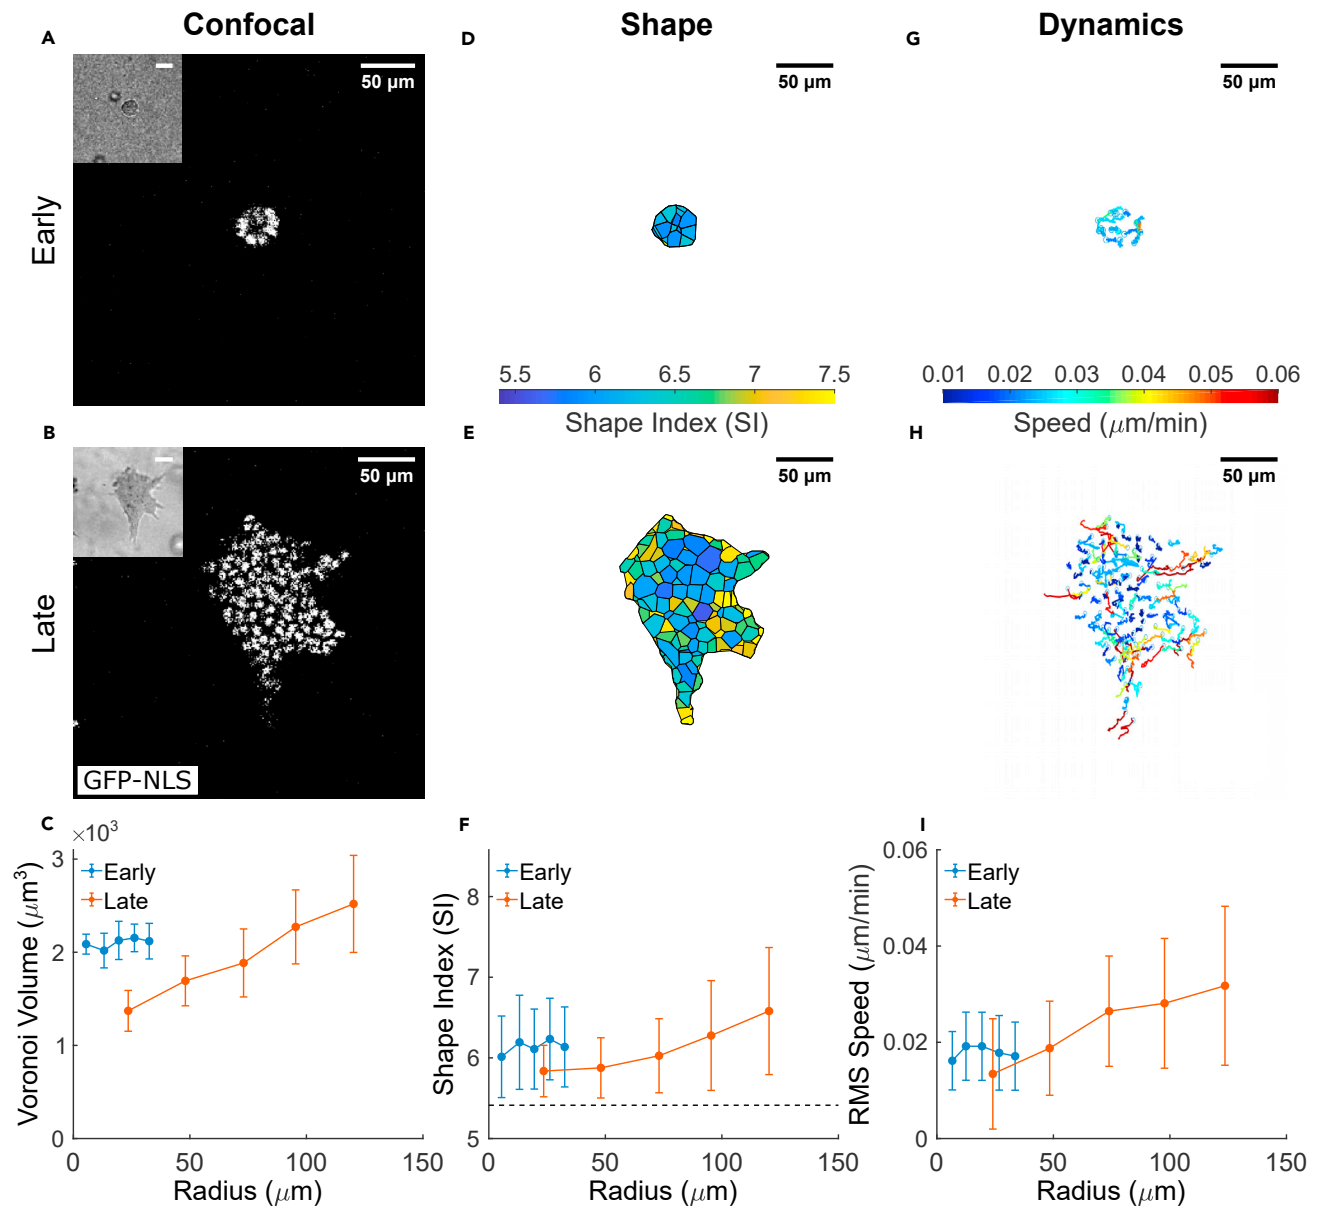 Confocal
Shape
Dynamics
A
D
G
50 μm
50 μm
50 μm
Early
5.5 6 6.5 7 7.5
Shape Index (SI)
0.01 0.02 0.03 0.04 0.05 0.06
Speed (μm/min)
B
E
H
50 μm
50 μm
50 μm
Late
GFP-NLS
C
×10³
3
2
1
0
Voronoi Volume (μm³)
Early
Late
0 50 100 150
Radius (μm)
F
8
7
6
5
Shape Index (SI)
Early
Late
0 50 100 150
Radius (μm)
I
0.06
0.04
0.02
0
RMS Speed (μm/min)
Early
Late
0 50 100 150
Radius (μm)